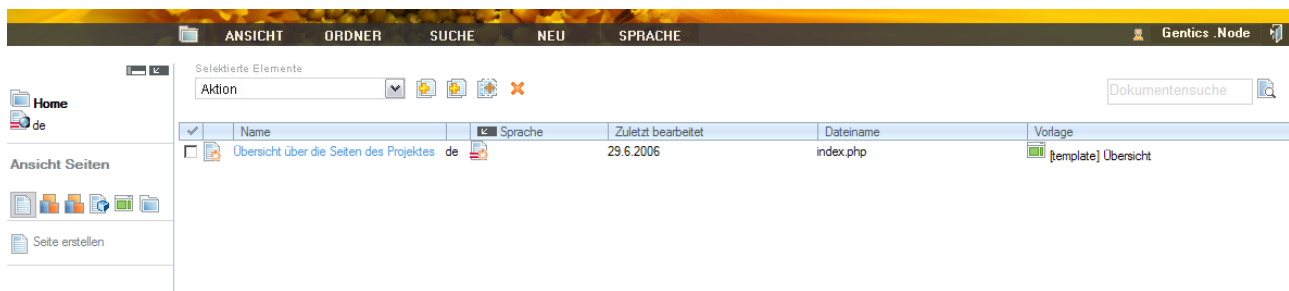 ANSICHT ORDNER SUCHE NEU SPRACHE Gentics .Node
Selektierte Elemente
Aktion
Dokumentensuche
Home
de
Name Sprache Zuletzt bearbeitet Dateiname Vorlage
Übersicht über die Seiten des Projektes de 29.6.2006 index.php [template] Übersicht
Ansicht Seiten
Seite erstellen